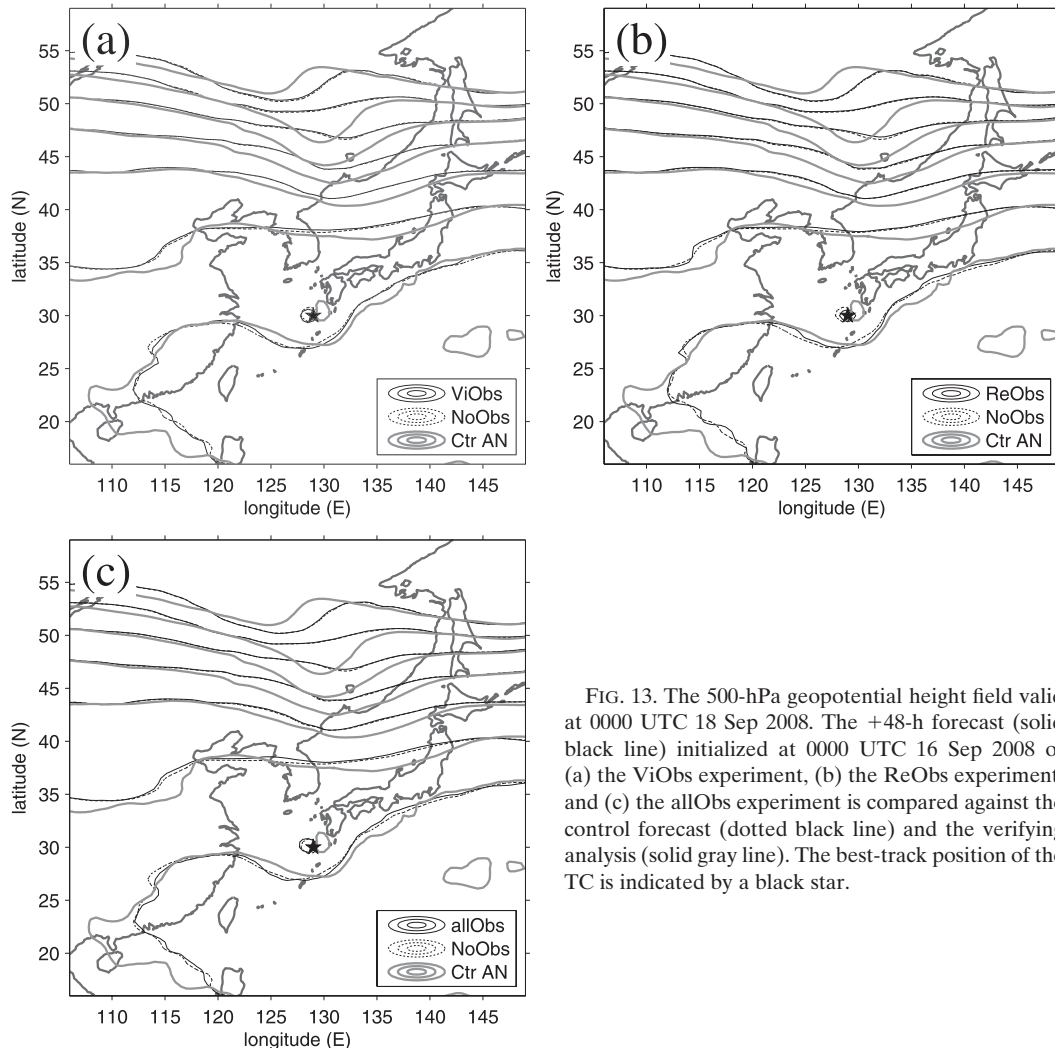 (a)
55
50
45
40
35
30
25
20
latitude (N)
110 115 120 125 130 135 140 145
longitude (E)
ViObs
NoObs
Ctr AN
(b)
55
50
45
40
35
30
25
20
latitude (N)
110 115 120 125 130 135 140 145
longitude (E)
ReObs
NoObs
Ctr AN
(c)
55
50
45
40
35
30
25
20
latitude (N)
110 115 120 125 130 135 140 145
longitude (E)
allObs
NoObs
Ctr AN
FIG. 13. The 500-hPa geopotential height field valid
at 0000 UTC 18 Sep 2008. The +48-h forecast (solid
black line) initialized at 0000 UTC 16 Sep 2008 of
(a) the ViObs experiment, (b) the ReObs experiment,
and (c) the allObs experiment is compared against the
control forecast (dotted black line) and the verifying
analysis (solid gray line). The best-track position of the
TC is indicated by a black star.